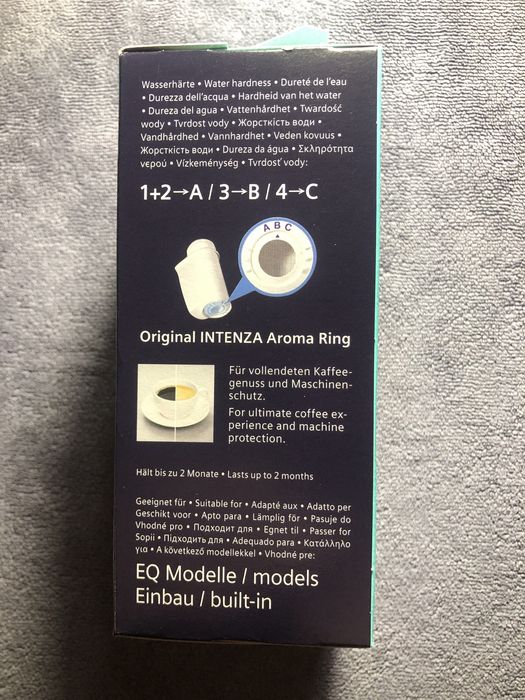 Wasserhärte • Water hardness • Dureté de l'eau
• Durezza dell'acqua • Hardheid van het water
• Dureza del agua • Vattenhårdhet • Twardość
wody • Tvrdost vody • Жорсткість води •
Vandhårdhed • Vannhardhet • Veden kovuus •
Жорсткість води • Dureza da água • Σκληρότητα
νερού • Vízkeménység • Tvrdosť vody:
1+2→A / 3→B / 4→C
A B C
Original INTENZA Aroma Ring
Für vollendeten Kaffee-
genuss und Maschinen-
schutz.
For ultimate coffee ex-
perience and machine
protection.
Hält bis zu 2 Monate • Lasts up to 2 months
Geeignet für • Suitable for • Adapté aux • Adatto per
Geschikt voor • Apto para • Lämplig för • Pasuje do
Vhodné pro • Подходит для • Egnet til • Passer for
Sopii • Підходить для • Adequado para • Κατάλληλο
για • A következő modellekkel • Vhodné pre:
EQ Modelle / models
Einbau / built-in